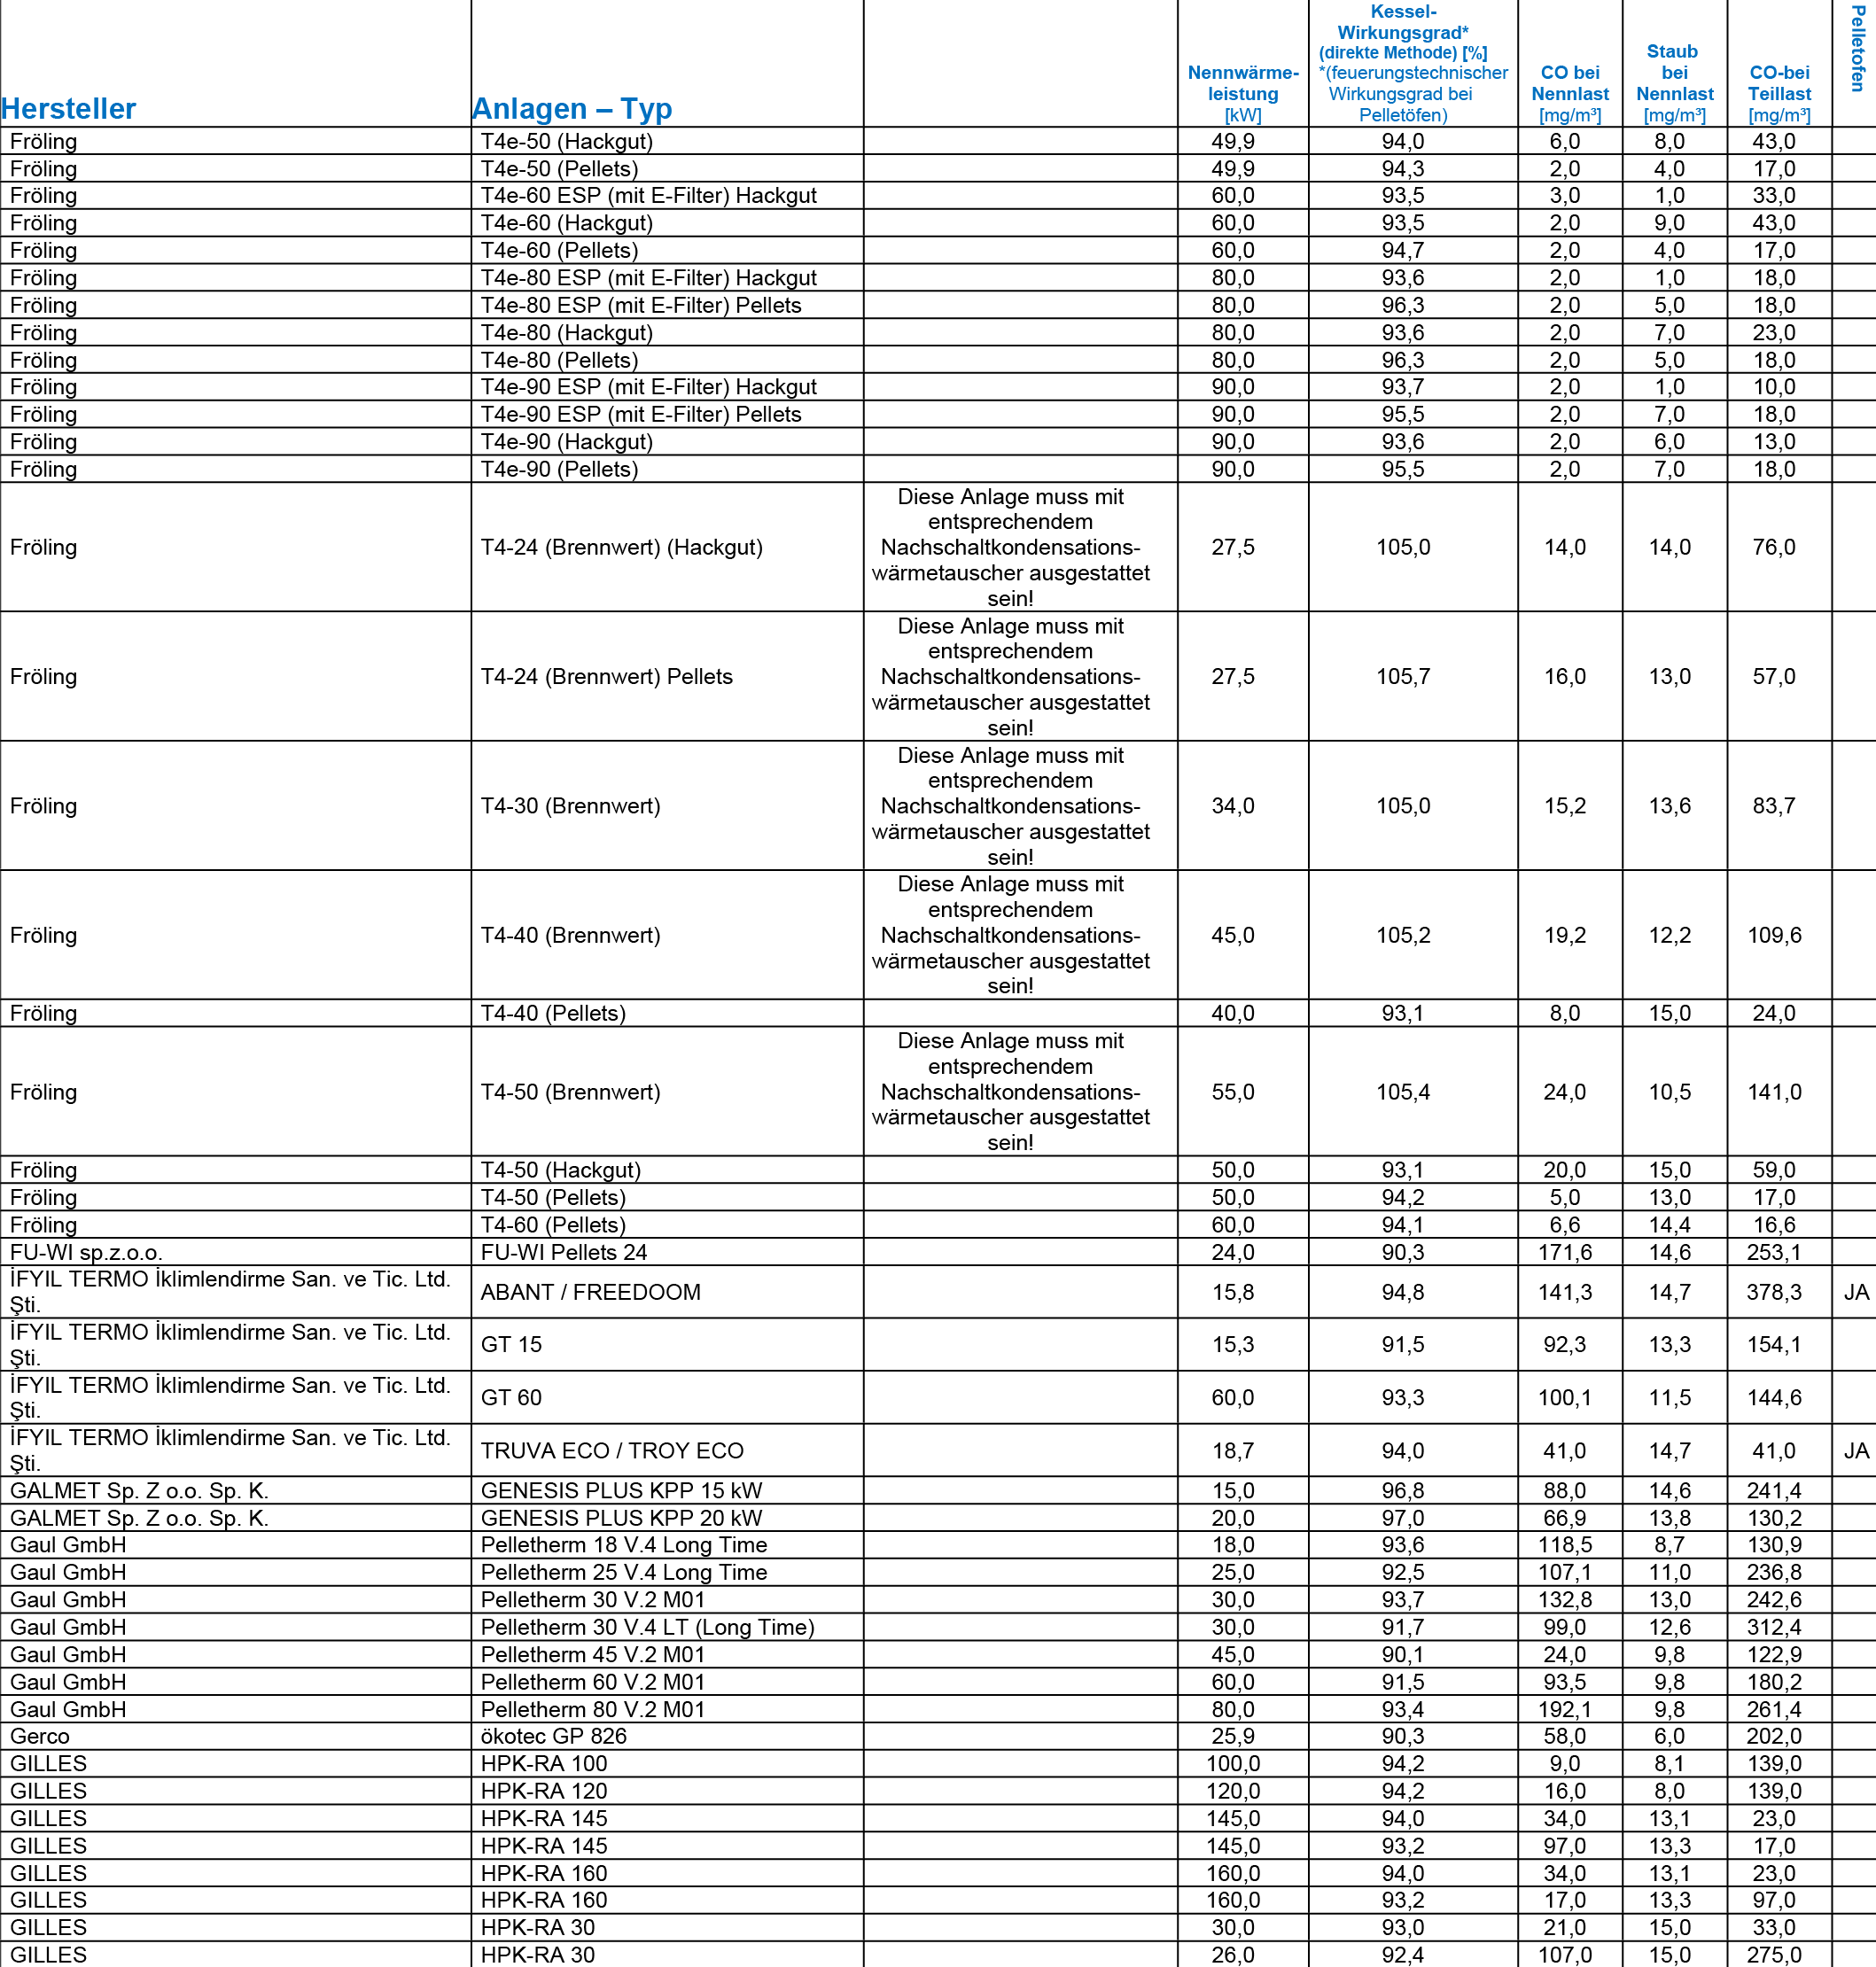 Hersteller Anlagen – Typ Nennwärme-leistung [kW] Kessel-Wirkungsgrad* (direkte Methode) [%] *(feuerungstechnischer Wirkungsgrad bei Pelletöfen) CO bei Nennlast [mg/m³] Staub bei Nennlast [mg/m³] CO-bei Teillast [mg/m³] Pelletofen
Fröling T4e-50 (Hackgut) 49,9 94,0 6,0 8,0 43,0
Fröling T4e-50 (Pellets) 49,9 94,3 2,0 4,0 17,0
Fröling T4e-60 ESP (mit E-Filter) Hackgut 60,0 93,5 3,0 1,0 33,0
Fröling T4e-60 (Hackgut) 60,0 93,5 2,0 9,0 43,0
Fröling T4e-60 (Pellets) 60,0 94,7 2,0 4,0 17,0
Fröling T4e-80 ESP (mit E-Filter) Hackgut 80,0 93,6 2,0 1,0 18,0
Fröling T4e-80 ESP (mit E-Filter) Pellets 80,0 96,3 2,0 5,0 18,0
Fröling T4e-80 (Hackgut) 80,0 93,6 2,0 7,0 23,0
Fröling T4e-80 (Pellets) 80,0 96,3 2,0 5,0 18,0
Fröling T4e-90 ESP (mit E-Filter) Hackgut 90,0 93,7 2,0 1,0 10,0
Fröling T4e-90 ESP (mit E-Filter) Pellets 90,0 95,5 2,0 7,0 18,0
Fröling T4e-90 (Hackgut) 90,0 93,6 2,0 6,0 13,0
Fröling T4e-90 (Pellets) 90,0 95,5 2,0 7,0 18,0
Fröling T4-24 (Brennwert) (Hackgut) Diese Anlage muss mit entsprechendem Nachschaltkondensations-wärmetauscher ausgestattet sein! 27,5 105,0 14,0 14,0 76,0
Fröling T4-24 (Brennwert) Pellets Diese Anlage muss mit entsprechendem Nachschaltkondensations-wärmetauscher ausgestattet sein! 27,5 105,7 16,0 13,0 57,0
Fröling T4-30 (Brennwert) Diese Anlage muss mit entsprechendem Nachschaltkondensations-wärmetauscher ausgestattet sein! 34,0 105,0 15,2 13,6 83,7
Fröling T4-40 (Brennwert) Diese Anlage muss mit entsprechendem Nachschaltkondensations-wärmetauscher ausgestattet sein! 45,0 105,2 19,2 12,2 109,6
Fröling T4-40 (Pellets) 40,0 93,1 8,0 15,0 24,0
Fröling T4-50 (Brennwert) Diese Anlage muss mit entsprechendem Nachschaltkondensations-wärmetauscher ausgestattet sein! 55,0 105,4 24,0 10,5 141,0
Fröling T4-50 (Hackgut) 50,0 93,1 20,0 15,0 59,0
Fröling T4-50 (Pellets) 50,0 94,2 5,0 13,0 17,0
Fröling T4-60 (Pellets) 60,0 94,1 6,6 14,4 16,6
FU-WI sp.z.o.o. FU-WI Pellets 24 24,0 90,3 171,6 14,6 253,1
İFYIL TERMO İklimlendirme San. ve Tic. Ltd. Şti. ABANT / FREEDOOM 15,8 94,8 141,3 14,7 378,3 JA
İFYIL TERMO İklimlendirme San. ve Tic. Ltd. Şti. GT 15 15,3 91,5 92,3 13,3 154,1
İFYIL TERMO İklimlendirme San. ve Tic. Ltd. Şti. GT 60 60,0 93,3 100,1 11,5 144,6
İFYIL TERMO İklimlendirme San. ve Tic. Ltd. Şti. TRUVA ECO / TROY ECO 18,7 94,0 41,0 14,7 41,0 JA
GALMET Sp. Z o.o. Sp. K. GENESIS PLUS KPP 15 kW 15,0 96,8 88,0 14,6 241,4
GALMET Sp. Z o.o. Sp. K. GENESIS PLUS KPP 20 kW 20,0 97,0 66,9 13,8 130,2
Gaul GmbH Pelletherm 18 V.4 Long Time 18,0 93,6 118,5 8,7 130,9
Gaul GmbH Pelletherm 25 V.4 Long Time 25,0 92,5 107,1 11,0 236,8
Gaul GmbH Pelletherm 30 V.2 M01 30,0 93,7 132,8 13,0 242,6
Gaul GmbH Pelletherm 30 V.4 LT (Long Time) 30,0 91,7 99,0 12,6 312,4
Gaul GmbH Pelletherm 45 V.2 M01 45,0 90,1 24,0 9,8 122,9
Gaul GmbH Pelletherm 60 V.2 M01 60,0 91,5 93,5 9,8 180,2
Gaul GmbH Pelletherm 80 V.2 M01 80,0 93,4 192,1 9,8 261,4
Gerco ökotec GP 826 25,9 90,3 58,0 6,0 202,0
GILLES HPK-RA 100 100,0 94,2 9,0 8,1 139,0
GILLES HPK-RA 120 120,0 94,2 16,0 8,0 139,0
GILLES HPK-RA 145 145,0 94,0 34,0 13,1 23,0
GILLES HPK-RA 145 145,0 93,2 97,0 13,3 17,0
GILLES HPK-RA 160 160,0 94,0 34,0 13,1 23,0
GILLES HPK-RA 160 160,0 93,2 17,0 13,3 97,0
GILLES HPK-RA 30 30,0 93,0 21,0 15,0 33,0
GILLES HPK-RA 30 26,0 92,4 107,0 15,0 275,0